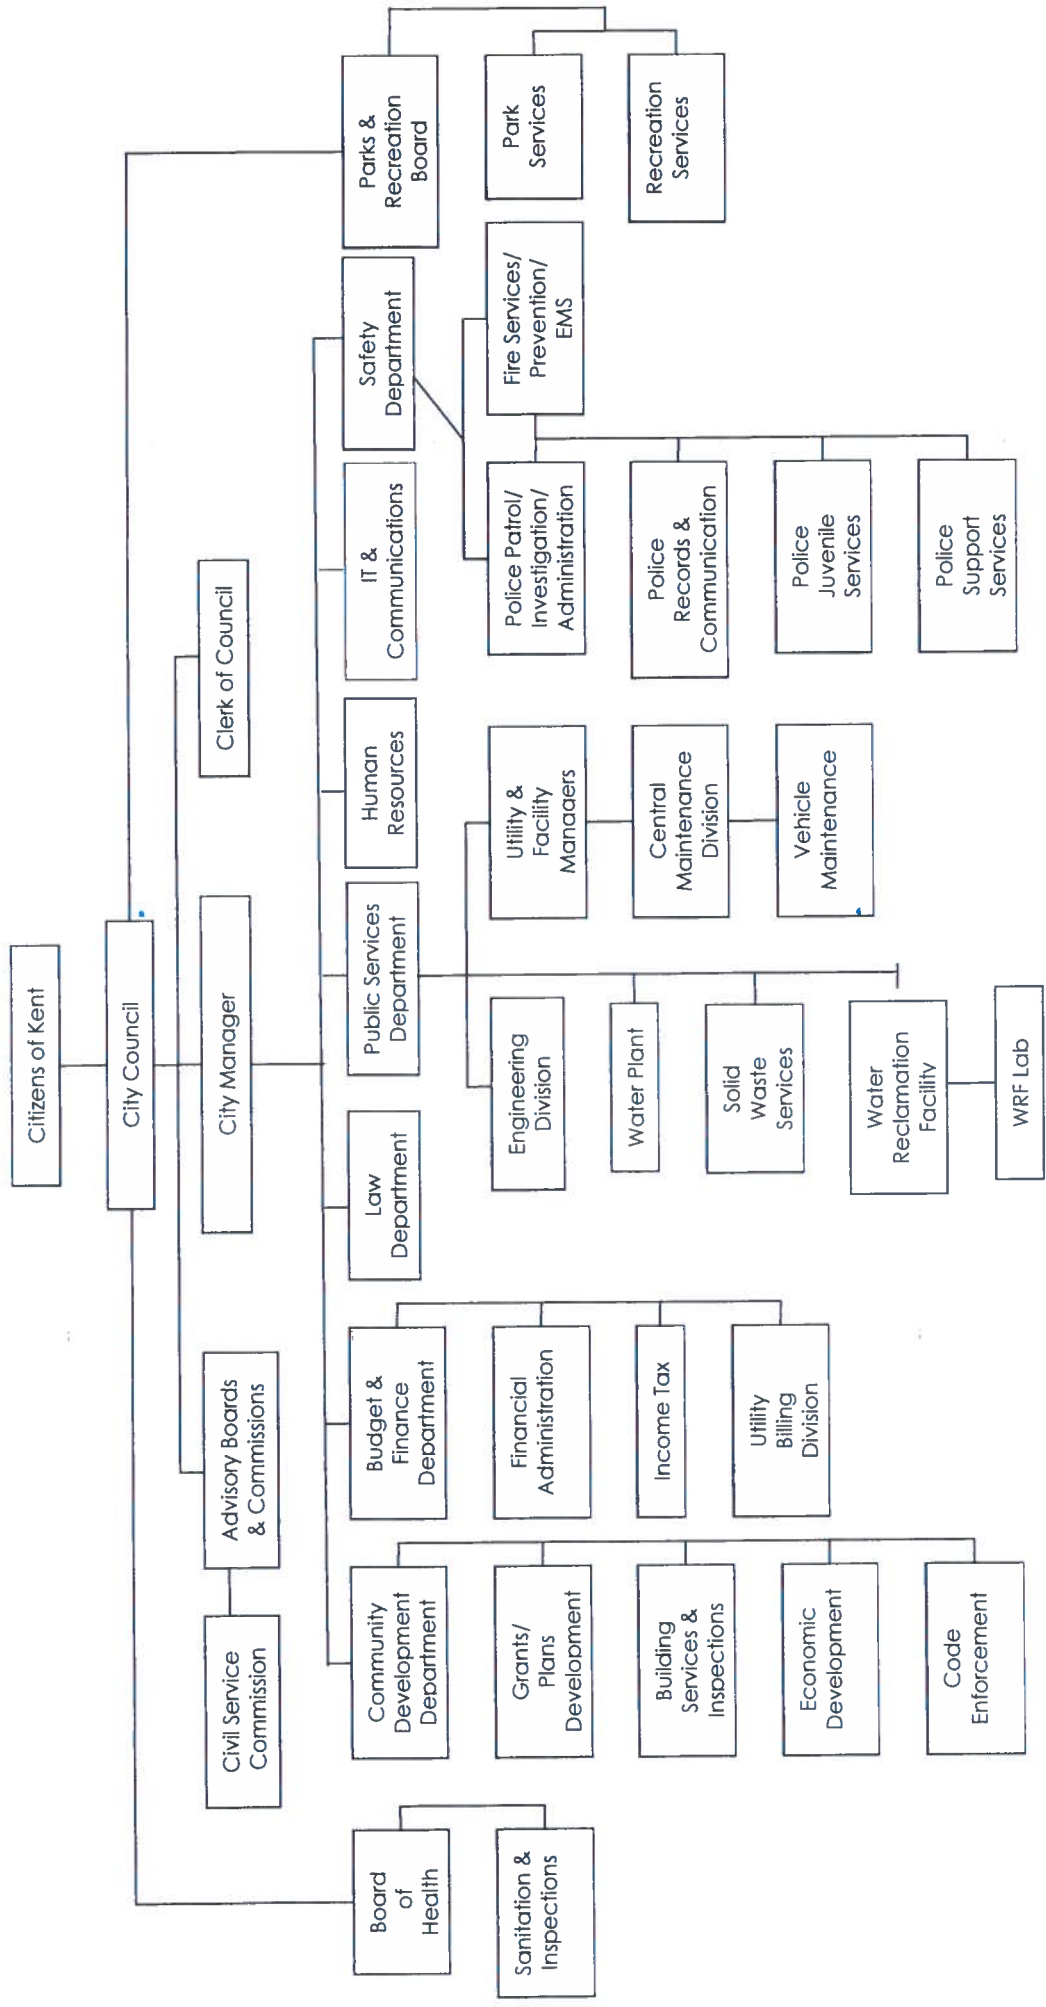 Citizens of Kent
City Council
City Manager
Clerk of Council
Advisory Boards
& Commissions
Civil Service
Commission
Board
of
Health
Sanitation &
Inspections
Community
Development
Department
Grants/
Plans
Development
Building
Services &
Inspections
Economic
Development
Code
Enforcement
Budget &
Finance
Department
Financial
Administration
Income Tax
Utility
Billing
Division
Law
Department
Public Services
Department
Engineering
Division
Water Plant
Solid
Waste
Services
Water
Reclamation
Facility
WRF Lab
Utility &
Facility
Manaaers
Central
Maintenance
Division
Vehicle
Maintenance
Human
Resources
IT &
Communications
Safety
Department
Police Patrol/
Investigation/
Administration
Police
Records &
Communication
Police
Juvenile
Services
Police
Support
Services
Fire Services/
Prevention/
EMS
Parks &
Recreation
Board
Park
Services
Recreation
Services